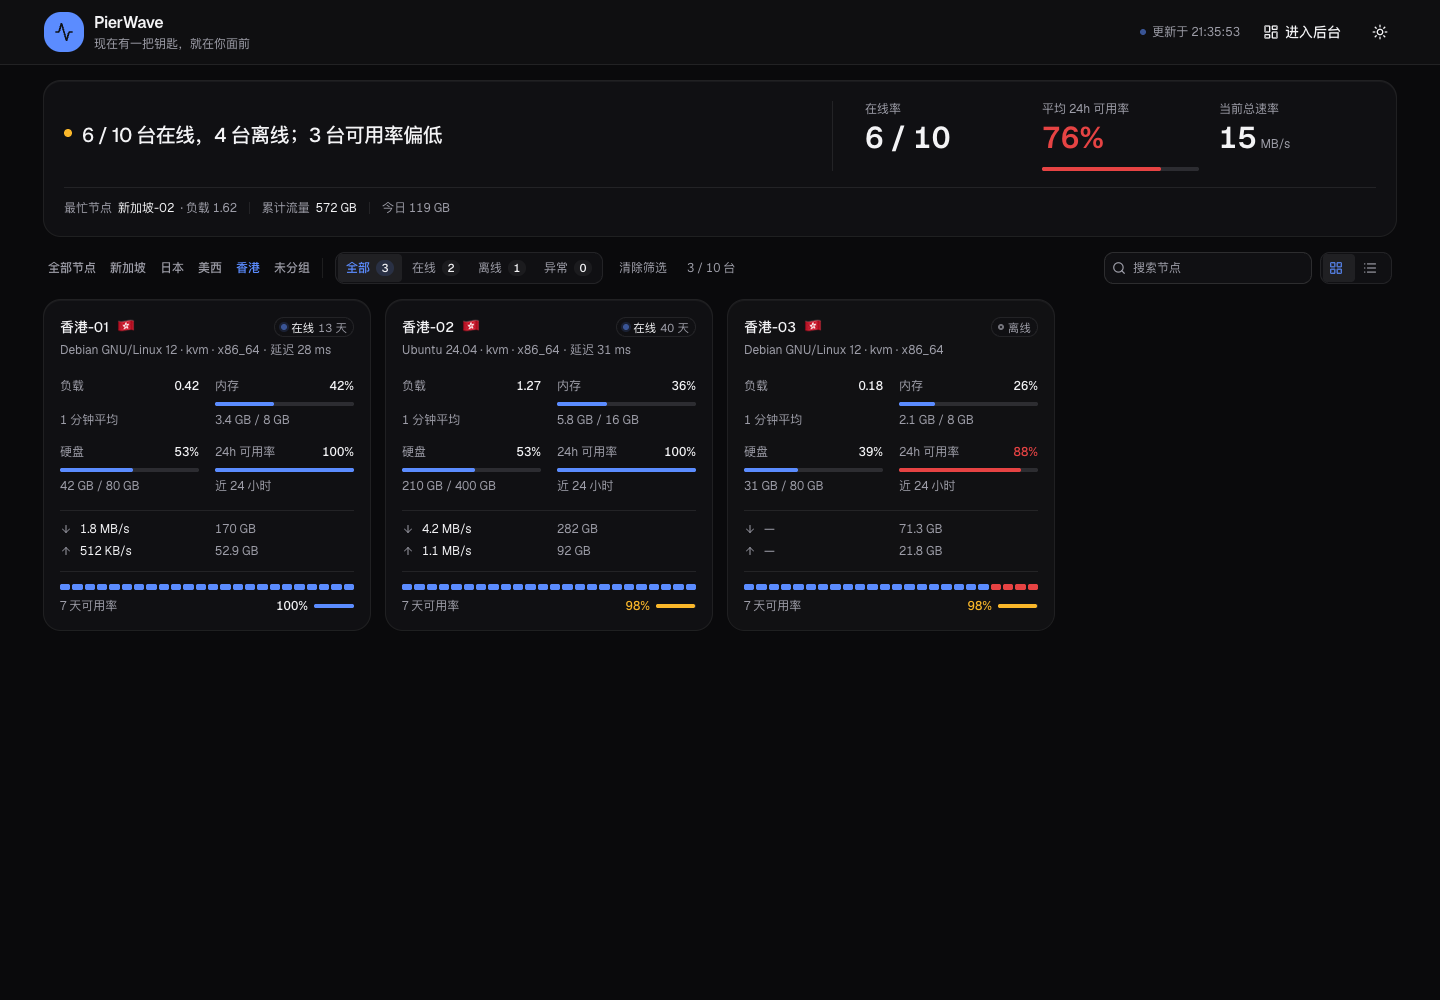 PierWave
现在有一把钥匙，就在你面前
更新于 21:35:53
进入后台
6 / 10 台在线，4 台离线；3 台可用率偏低
在线率
6 / 10
平均 24h 可用率
76%
当前总速率
15 MB/s
最忙节点 新加坡-02 · 负载 1.62
累计流量 572 GB
今日 119 GB
全部节点 新加坡 日本 美西 香港 未分组
全部 3 在线 2 离线 1 异常 0
清除筛选
3 / 10 台
搜索节点
香港-01
在线 13 天
Debian GNU/Linux 12 · kvm · x86_64 · 延迟 28 ms
负载 0.42
1 分钟平均
内存 42%
3.4 GB / 8 GB
硬盘 53%
42 GB / 80 GB
24h 可用率 100%
近 24 小时
↓ 1.8 MB/s 170 GB
↑ 512 KB/s 52.9 GB
7 天可用率 100%
香港-02
在线 40 天
Ubuntu 24.04 · kvm · x86_64 · 延迟 31 ms
负载 1.27
1 分钟平均
内存 36%
5.8 GB / 16 GB
硬盘 53%
210 GB / 400 GB
24h 可用率 100%
近 24 小时
↓ 4.2 MB/s 282 GB
↑ 1.1 MB/s 92 GB
7 天可用率 98%
香港-03
离线
Debian GNU/Linux 12 · kvm · x86_64
负载 0.18
1 分钟平均
内存 26%
2.1 GB / 8 GB
硬盘 39%
31 GB / 80 GB
24h 可用率 88%
近 24 小时
↓ — 71.3 GB
↑ — 21.8 GB
7 天可用率 98%